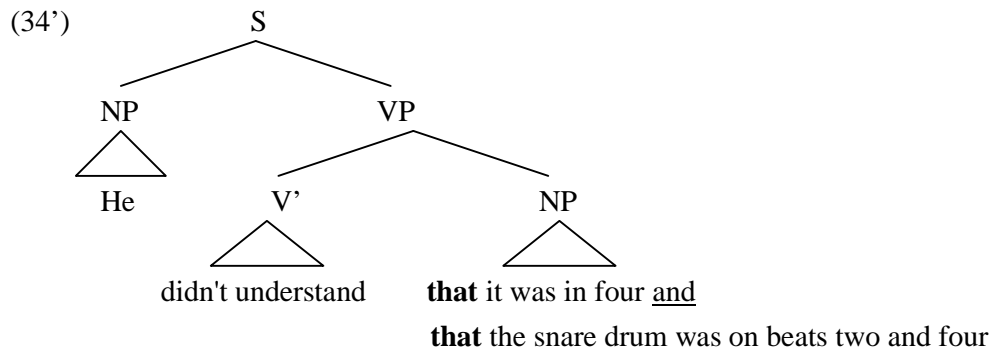 (34’) S
NP VP
He V’ NP
didn't understand that it was in four and
that the snare drum was on beats two and four